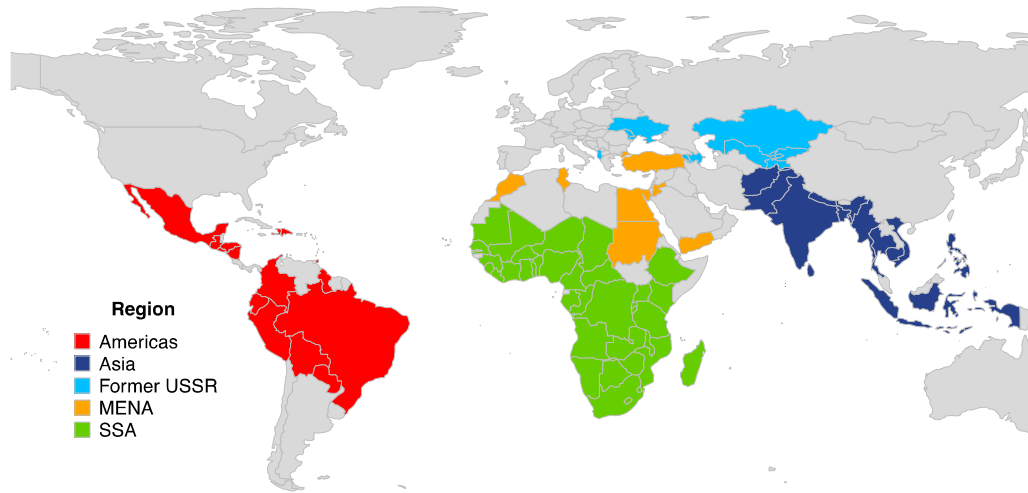 Region
Americas
Asia
Former USSR
MENA
SSA